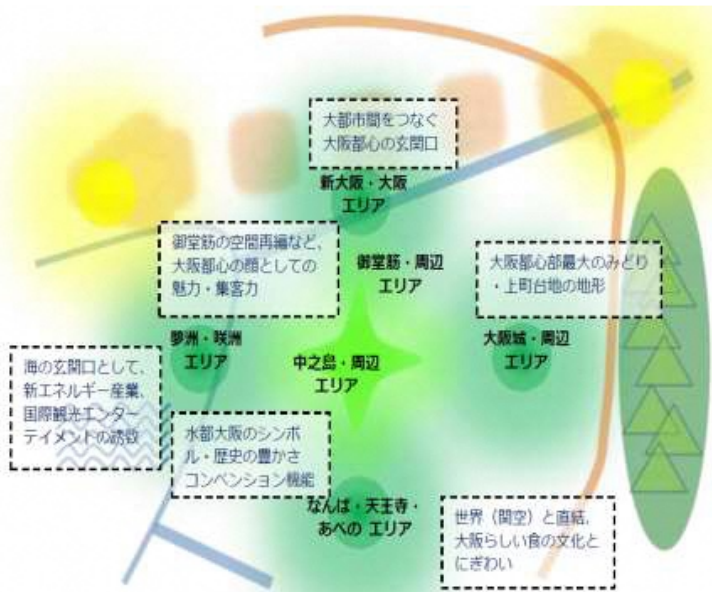 大都市間をつなぐ
大阪都心の玄関口
新大阪・大阪
エリア
御堂筋の空間再編など、
大阪都心の顔としての
魅力・集客力
御堂筋・周辺
エリア
大阪都心部最大のみどり
・上町台地の地形
夢洲・咲洲
エリア
中之島・周辺
エリア
大阪城・周辺
エリア
海の玄関口として、
新エネルギー産業、
国際観光エンター
テイメントの誘致
水都大阪のシンボ
ル・歴史の豊かさ
コンベンション機能
なんば・天王寺・
あべの エリア
世界（関空）と直結、
大阪らしい食の文化と
にぎわい